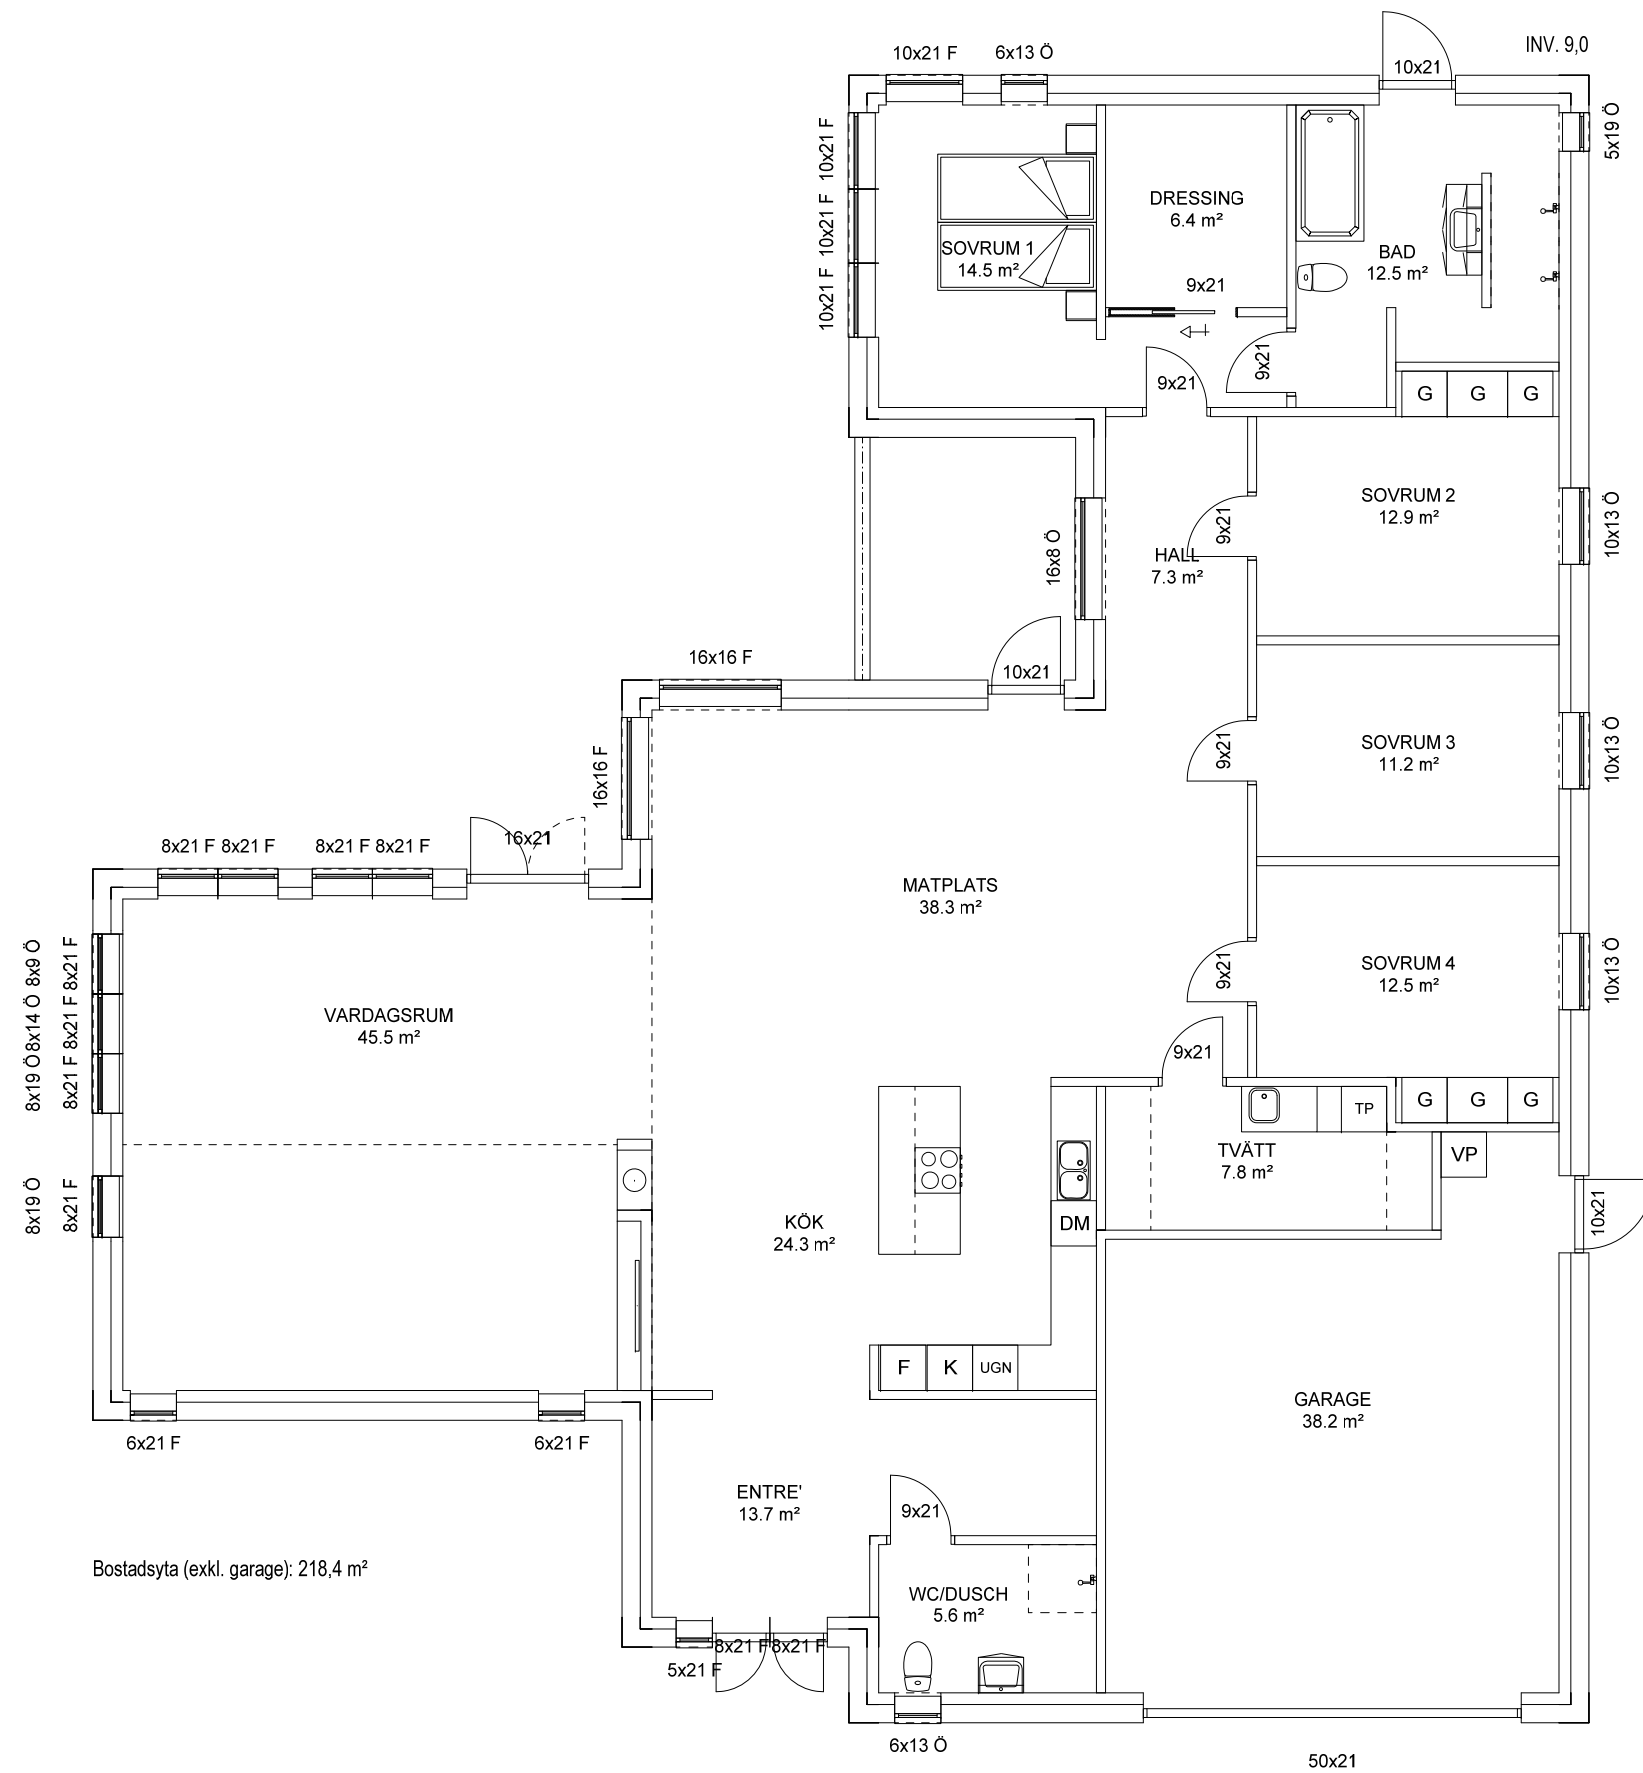 INV. 9,0
10x21 F
6x13 Ö
10x21
10x21 F
10x21 F
10x21 F
5x19 Ö
DRESSING
6.4 m²
SOVRUM 1
14.5 m²
BAD
12.5 m²
9x21
9x21
9x21
G
G
G
SOVRUM 2
12.9 m²
9x21
10x13 Ö
16x8 Ö
HALL
7.3 m²
16x16 F
10x21
16x16 F
SOVRUM 3
11.2 m²
9x21
10x13 Ö
8x21 F
8x21 F
8x21 F
8x21 F
16x21
MATPLATS
38.3 m²
8x9 Ö
8x21 F
8x14 Ö
8x21 F
8x19 Ö
8x21 F
VARDAGSRUM
45.5 m²
SOVRUM 4
12.5 m²
9x21
10x13 Ö
9x21
TP
G
G
G
TVÄTT
7.8 m²
VP
8x19 Ö
8x21 F
KÖK
24.3 m²
DM
10x21
F
K
UGN
GARAGE
38.2 m²
6x21 F
6x21 F
ENTRE'
13.7 m²
9x21
Bostadsyta (exkl. garage): 218,4 m²
WC/DUSCH
5.6 m²
8x21 F
8x21 F
5x21 F
6x13 Ö
50x21